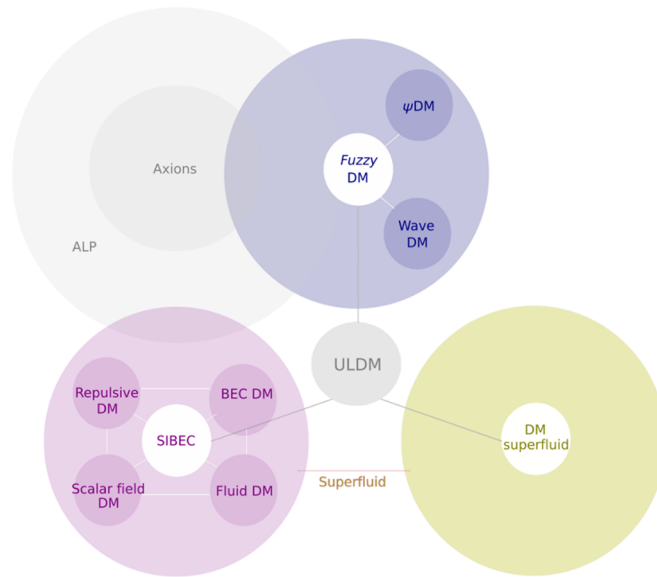 ψDM
Fuzzy
DM
Axions
Wave
DM
ALP
ULDM
Repulsive
DM
BEC DM
SIBEC
DM
superfluid
Scalar field
DM
Fluid DM
Superfluid